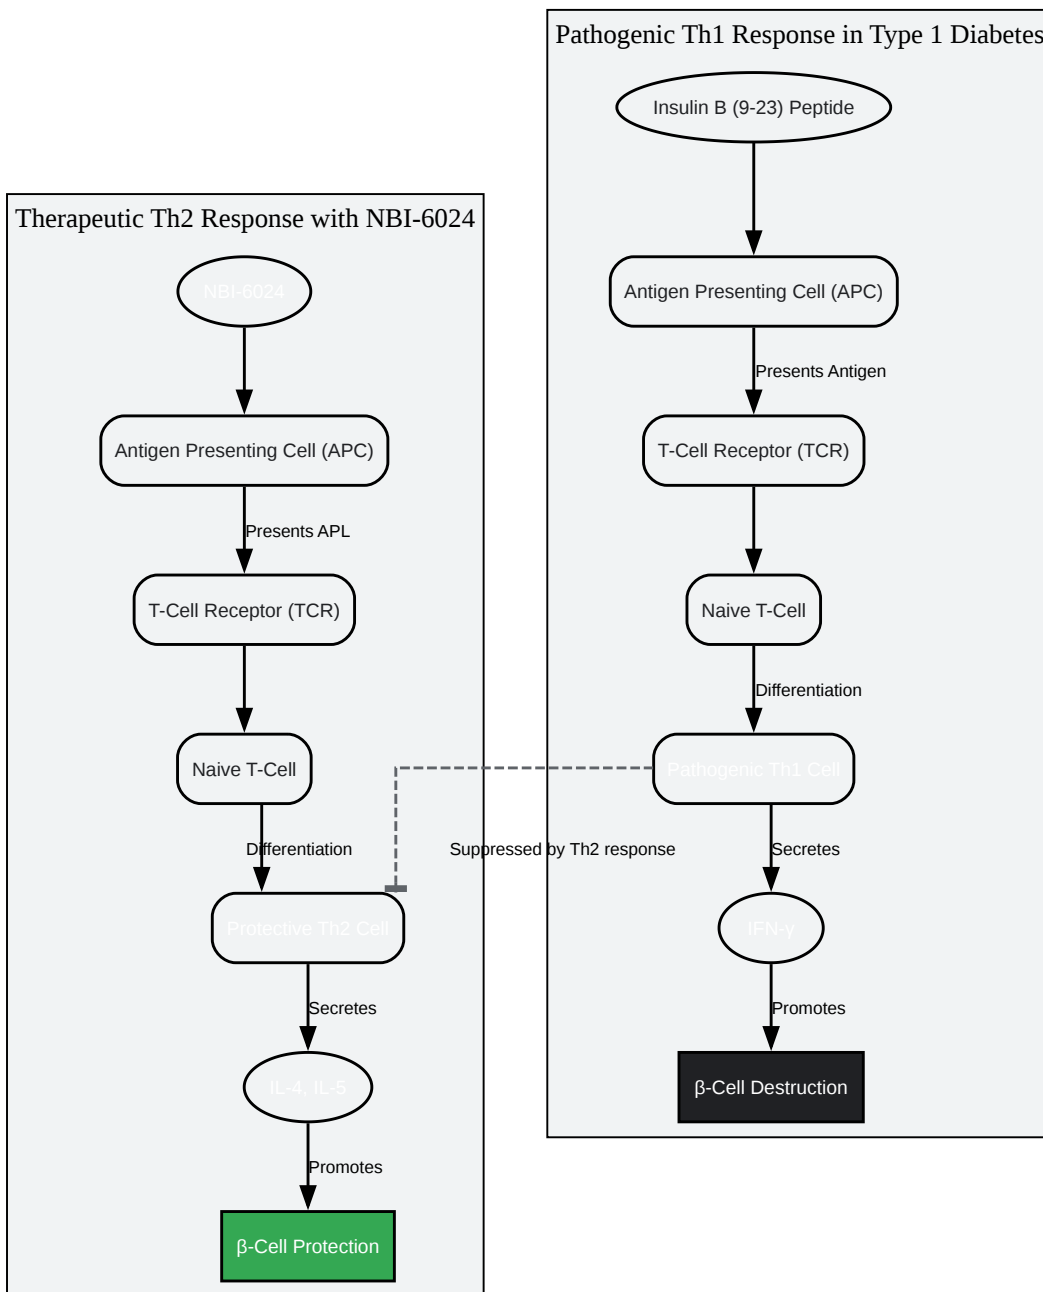 Therapeutic Th2 Response with NBI-6024
NBI-6024
Antigen Presenting Cell (APC)
Presents APL
T-Cell Receptor (TCR)
Naive T-Cell
Differentiation
Protective Th2 Cell
Secretes
IL-4, IL-5
Promotes
β-Cell Protection
Suppressed by Th2 response
Pathogenic Th1 Response in Type 1 Diabetes
Insulin B (9-23) Peptide
Antigen Presenting Cell (APC)
Presents Antigen
T-Cell Receptor (TCR)
Naive T-Cell
Differentiation
Pathogenic Th1 Cell
Secretes
IFN-γ
Promotes
β-Cell Destruction